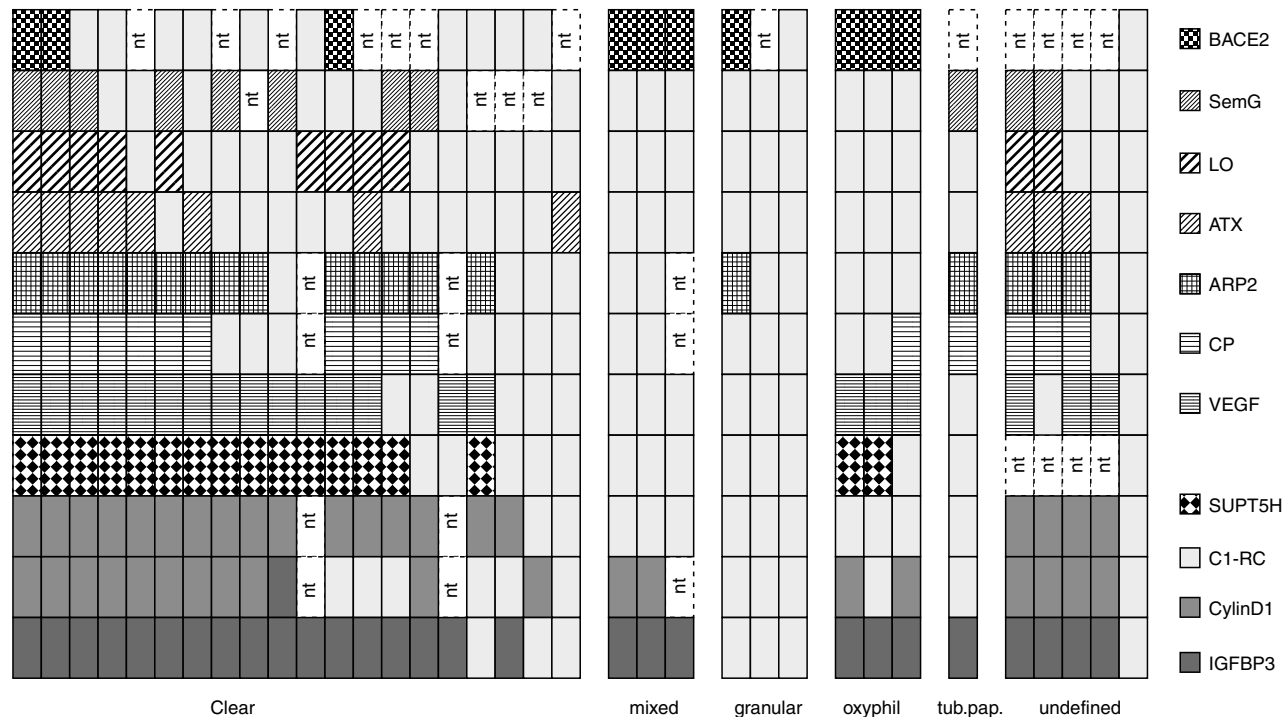 nt nt nt nt nt nt nt nt nt nt nt nt nt BACE2
nt nt nt nt SemG
LO
ATX
nt nt nt ARP2
nt nt nt CP
VEGF
nt nt nt nt SUPT5H
nt nt C1-RC
nt nt nt CylinD1
IGFBP3
Clear mixed granular oxyphil tub.pap. undefined